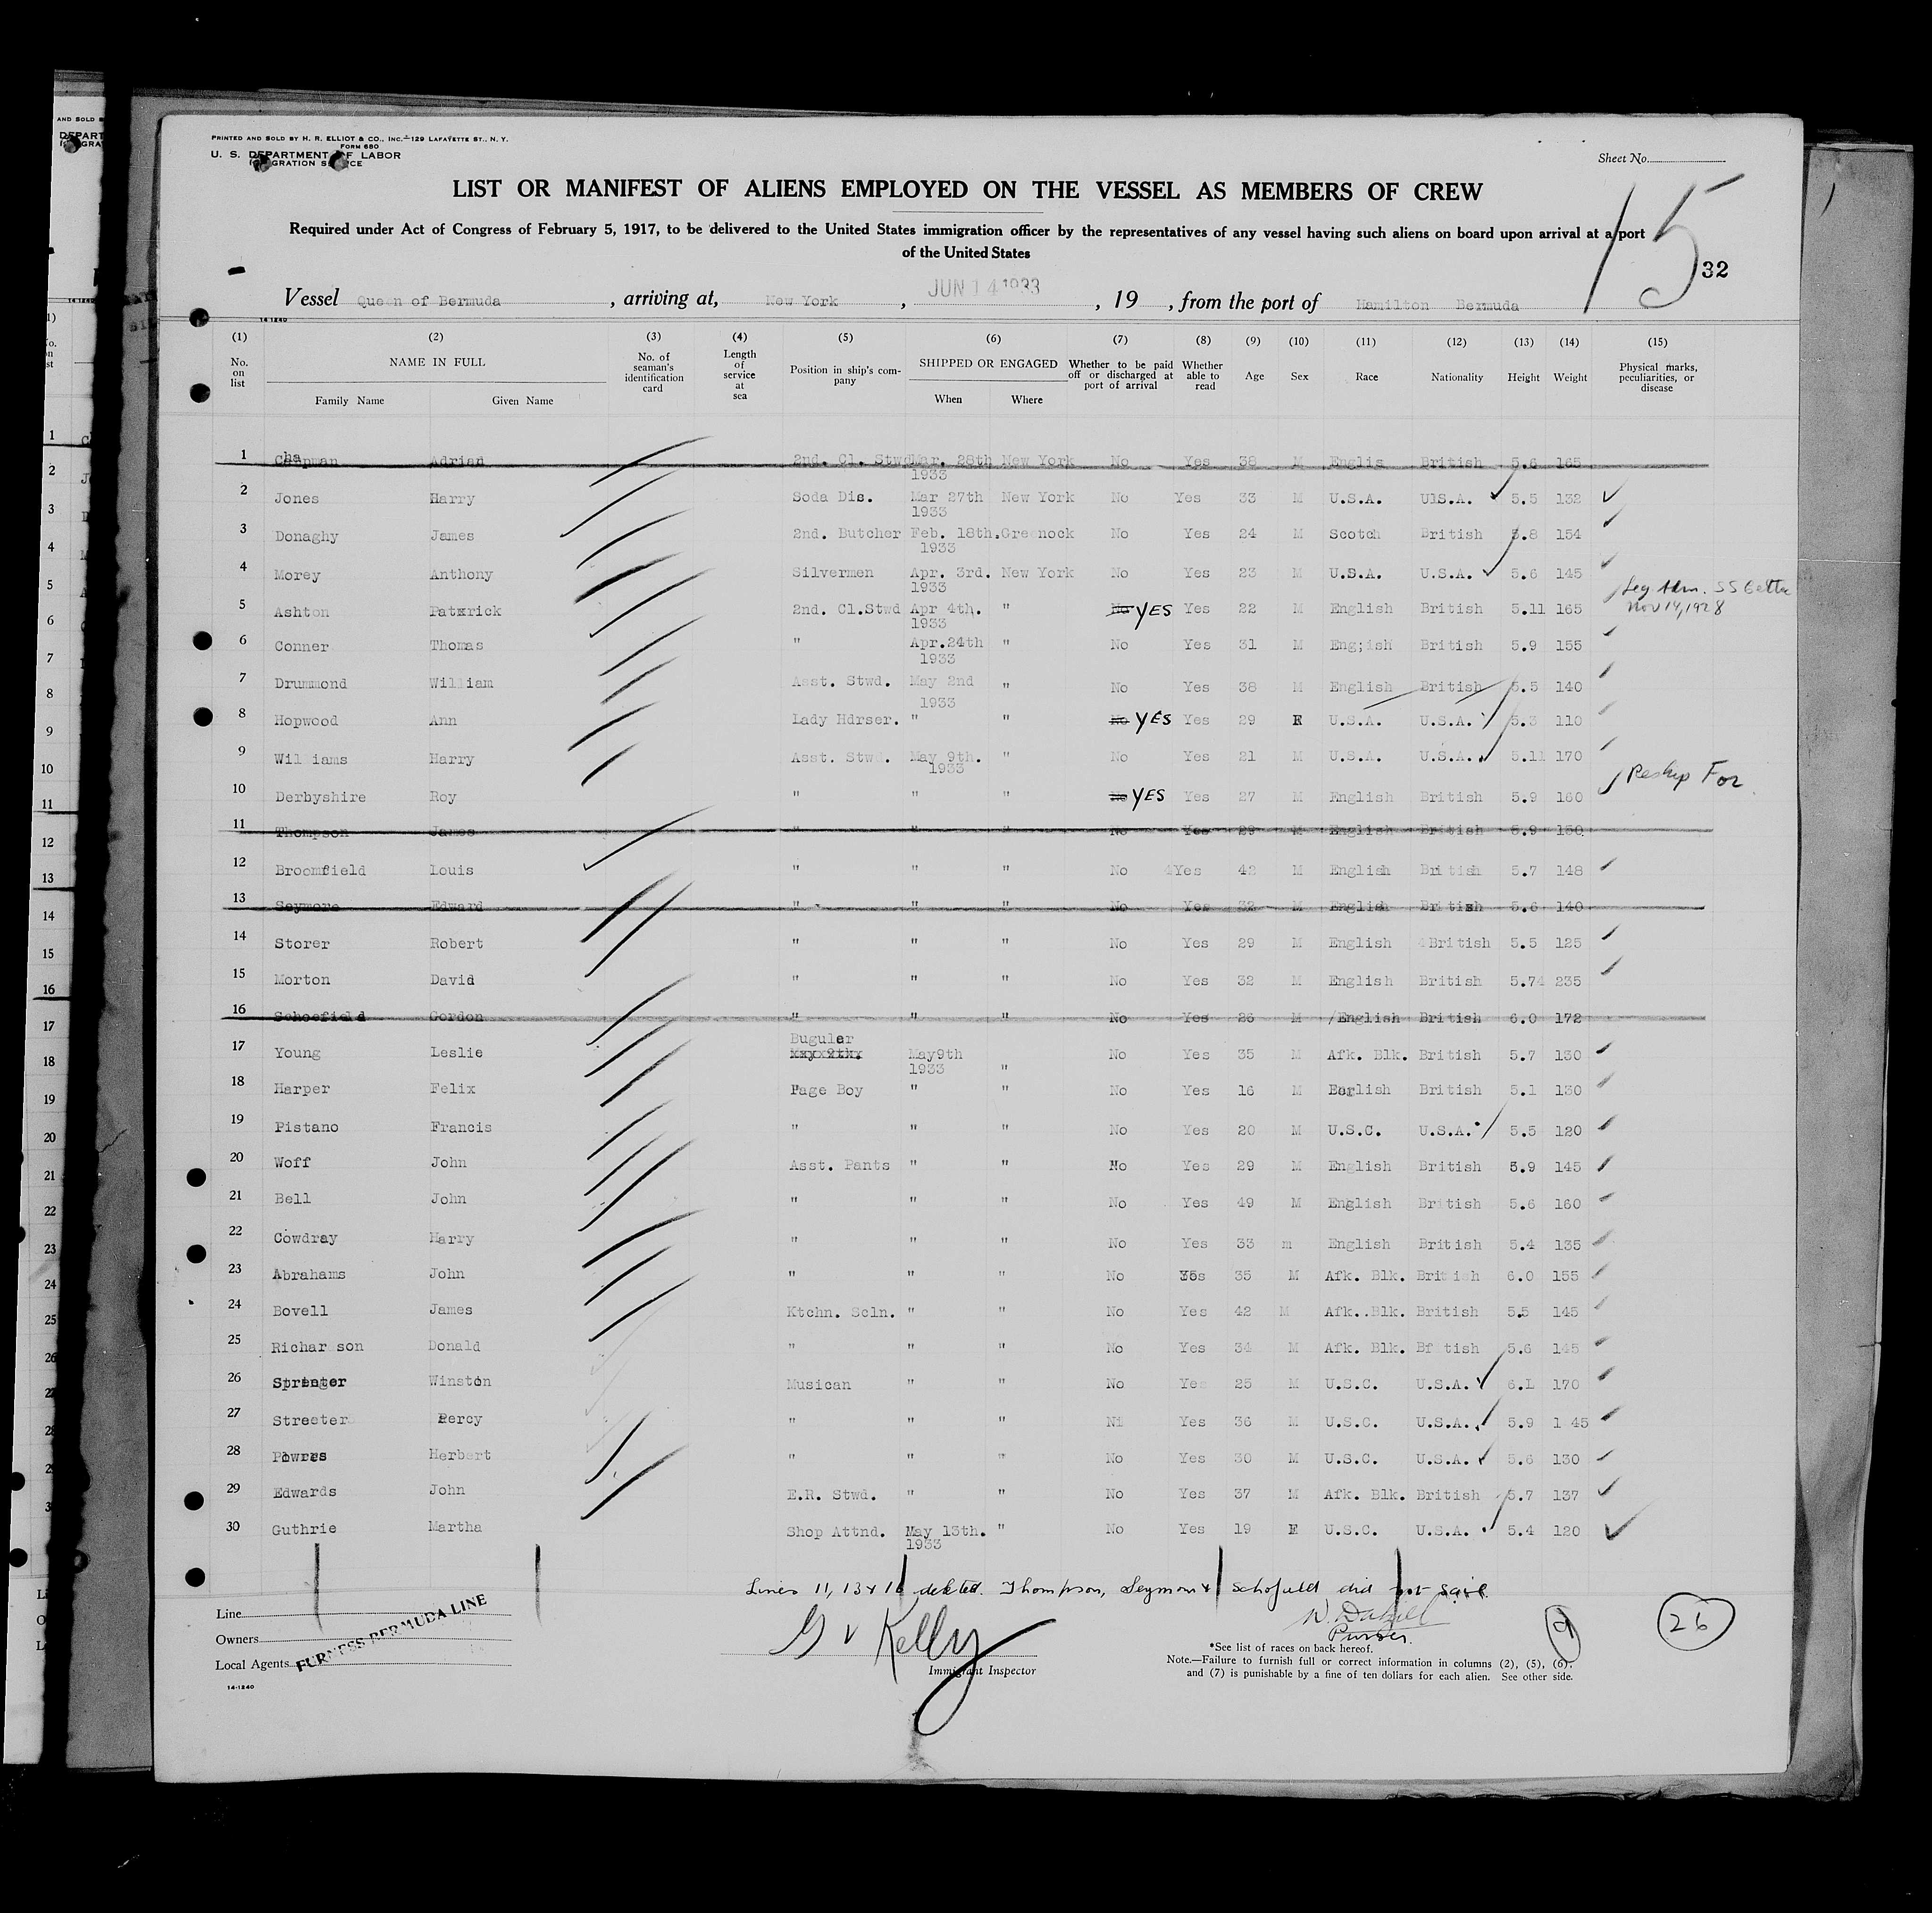 PRINTED AND SOLD BY H. R. ELLIOT & CO., INC. 129 LAFAYETTE ST., N. Y.
FORM 680
U. S. DEPARTMENT OF LABOR
Sheet No.
LIST OR MANIFEST OF ALIENS EMPLOYED ON THE VESSEL AS MEMBERS OF CREW
Required under Act of Congress of February 5, 1917, to be delivered to the United States immigration officer by the representatives of any vessel having such aliens on board upon arrival at a port
of the United States
15
32
Vessel Queen of Bermuda , arriving at, New York , JUN 14 1933 , 19 , from the port of Hamilton Bermuda
14-1240
(1) (2) (3) (4) (5) (6) (7) (8) (9) (10) (11) (12) (13) (14) (15)
No. on list NAME IN FULL Family Name Given Name No. of seaman's identification card Length of service at sea Position in ship's company SHIPPED OR ENGAGED When Where Whether to be paid off or discharged at port of arrival Whether able to read Age Sex Race Nationality Height Weight Physical marks, peculiarities, or disease
1 Chapman Adrian 2nd. Cl. Stwd Mar. 28th 1933 New York No Yes 38 M Englis British 5.6 165
2 Jones Harry Soda Dis. Mar 27th 1933 New York No Yes 33 M U.S.A. UlS.A. 5.5 132
3 Donaghy James 2nd. Butcher Feb. 18th. 1933 Greenock No Yes 24 M Scotch British 5.8 154
4 Morey Anthony Silvermen Apr. 3rd. 1933 New York No Yes 23 M U.S.A. U.S.A. 5.6 145
5 Ashton Patxrick 2nd. Cl.Stwd Apr 4th. 1933 " No YES Yes 22 M English British 5.11 165 Nov 14, 1928
6 Conner Thomas " Apr.24th 1933 " No Yes 31 M Eng;ish British 5.9 155
7 Drummond William Asst. Stwd. May 2nd 1933 " No Yes 38 M English British 5.5 140
8 Hopwood Ann Lady Hdrser. " " No YES Yes 29 F U.S.A. U.S.A. 5.3 110
9 Wil iams Harry Asst. Stwd. May 9th. 1933 " No Yes 21 M U.S.A. U.S.A. 5.11 170
10 Derbyshire Roy " " " No YES Yes 27 M English British 5.9 160 Reship For
11 Thompson James " " " No Yes 29 M English British 5.9 150
12 Broomfield Louis " " " No Yes 42 M English British 5.7 148
13 Seymore Edward " " " No Yes 32 M English British 5.6 140
14 Storer Robert " " " No Yes 29 M English British 5.5 125
15 Morton David " " " No Yes 32 M English British 5.74 235
16 Schoefield Gordon " " " No Yes 26 M /English British 6.0 172
17 Young Leslie Buguler May9th 1933 " No Yes 35 M Afk. Blk. British 5.7 130
18 Harper Felix Page Boy " " No Yes 16 M English British 5.1 130
19 Pistano Francis " " " No Yes 20 M U.S.C. U.S.A. 5.5 120
20 Woff John Asst. Pants " " No Yes 29 M English British 5.9 145
21 Bell John " " " No Yes 49 M English British 5.6 160
22 Cowdray Harry " " " No Yes 33 m English British 5.4 135
23 Abrahams John " " " No Yes 35 M Afk. Blk. British 6.0 155
24 Bovell James Ktchn. Scln. " " No Yes 42 M Afk..Blk. British 5.5 145
25 Richar son Donald " " " No Yes 34 M Afk. Blk. Bf tish 5.6 145
26 Winston Musican " " No Yes 25 M U.S.C. U.S.A. 6.L 170
27 Streeter Percy " " " Ni Yes 36 M U.S.C. U.S.A. 5.9 1 45
28 Herbert " " " No Yes 30 M U.S.C. U.S.A. 5.6 130
29 Edwards John E.R. Stwd. " " No Yes 37 M Afk. Blk. British 5.7 137
30 Guthrie Martha Shop Attnd. May 13th. 1933 " No Yes 19 F U.S.C. U.S.A. 5.4 120
Lines 11, 13 & 16 deleted. Thompson, Seymore & Schofield did not sail.
Purser.
Line
Owners
Local Agents
FURNESS BERMUDA LINE
14-1240
G V Kelly
Immigrant Inspector
*See list of races on back hereof.
Note.—Failure to furnish full or correct information in columns (2), (5), (6),
and (7) is punishable by a fine of ten dollars for each alien. See other side.
26